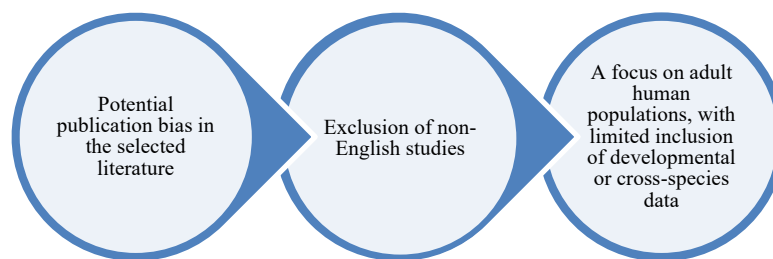 Potential
publication bias in
the selected
literature
Exclusion of non-
English studies
A focus on adult
human
populations, with
limited inclusion
of developmental
or cross-species
data